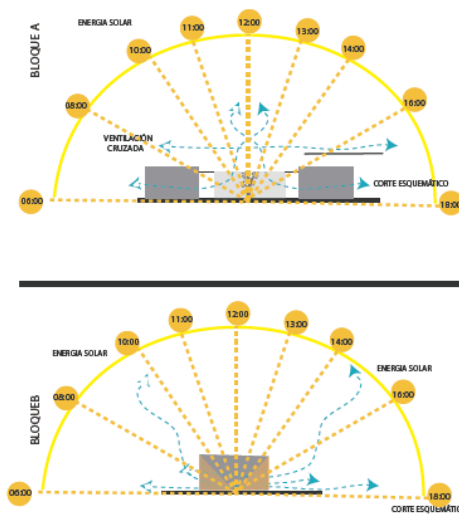 ENERGIA SOLAR
BLOQUE A
12:00
11:00
13:00
10:00
14:00
08:00
16:00
VENTILACIÓN
CRUZADA
CORTE ESQUEMÁTICO
06:00
18:00
12:00
11:00
13:00
10:00
14:00
ENERGIA SOLAR
ENERGIA SOLAR
08:00
16:00
BLOQUEB
06:00
18:00
CORTE ESQUEMÁTIC